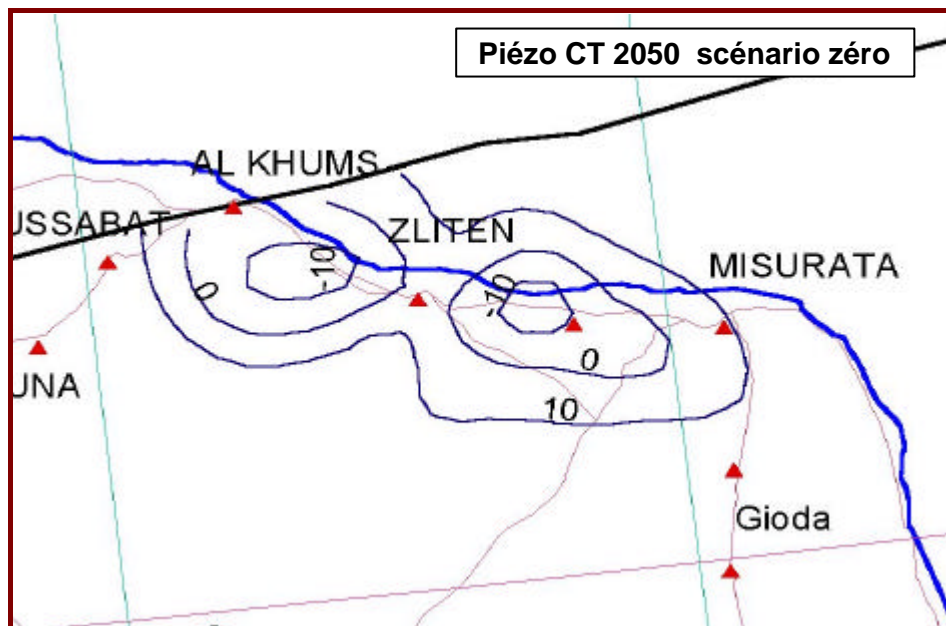 Piézo CT 2050 scénario zéro
AL KHUMS
USSABAT
ZLITEN
-10
MISURATA
0
-10
0
UNA
10
Gioda